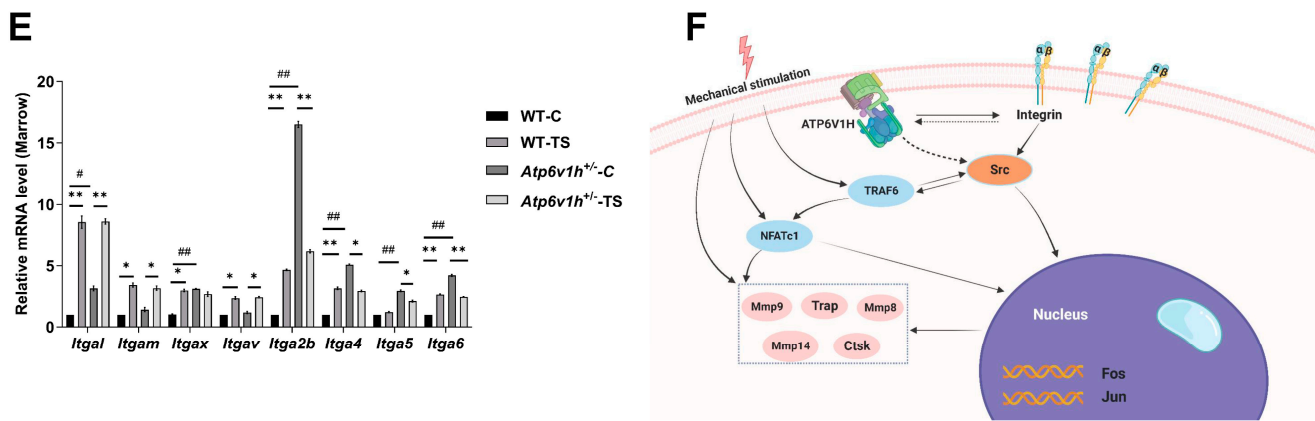 E
Relative mRNA level (Marrow)
20
15
10
5
0
# ** **
* *
## *
* *
## ** **
## ** *
## *
## ** **
Itgal Itgam Itgax Itgav Itga2b Itga4 Itga5 Itga6
WT-C
WT-TS
Atp6v1h+/--C
Atp6v1h+/--TS
F
Mechanical stimulation
ATP6V1H
α β
α β
α β
Integrin
Src
TRAF6
NFATc1
Mmp9 Trap Mmp8
Mmp14 Ctsk
Nucleus
Fos
Jun